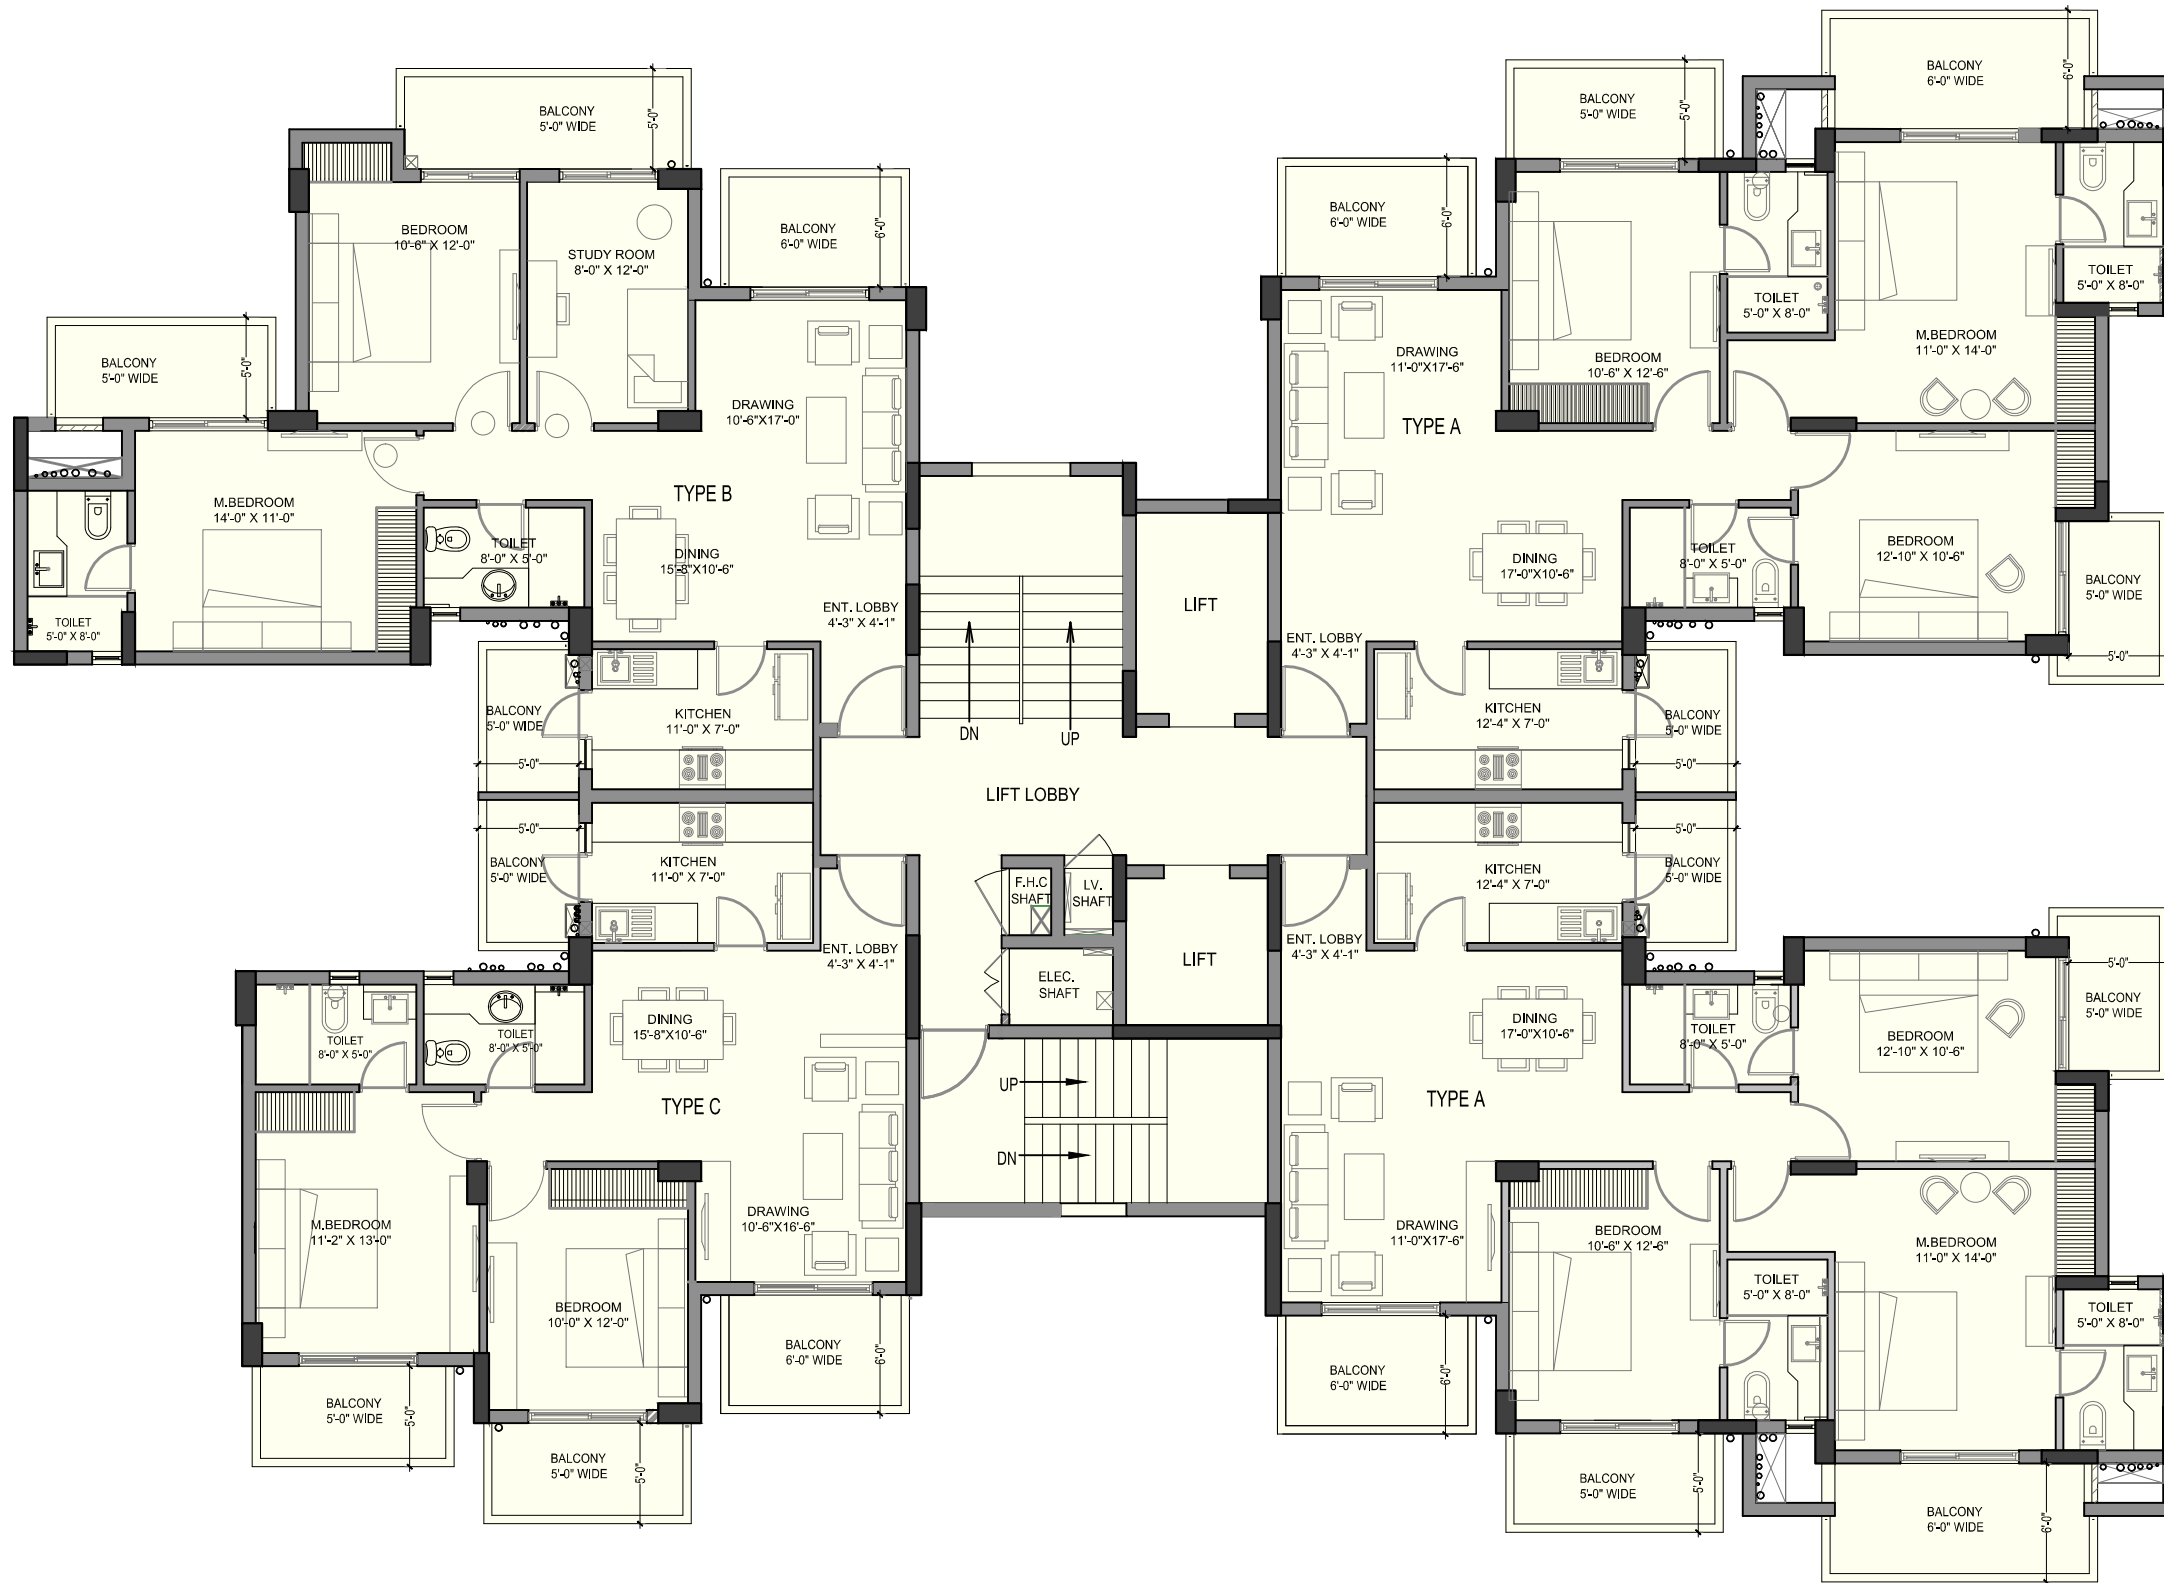 BALCONY
5'-0" WIDE
5'-0"
BEDROOM
10'-6" X 12'-0"
STUDY ROOM
8'-0" X 12'-0"
BALCONY
6'-0" WIDE
6'-0"
BALCONY
5'-0" WIDE
5'-0"
DRAWING
10'-6"X17'-0"
M.BEDROOM
14'-0" X 11'-0"
TYPE B
TOILET
8'-0" X 5'-0"
DINING
15'-8"X10'-6"
TOILET
5'-0" X 8'-0"
ENT. LOBBY
4'-3" X 4'-1"
BALCONY
5'-0" WIDE
5'-0"
KITCHEN
11'-0" X 7'-0"
DN
UP
LIFT
LIFT LOBBY
BALCONY
6'-0" WIDE
6'-0"
BALCONY
5'-0" WIDE
5'-0"
BALCONY
6'-0" WIDE
6'-0"
TOILET
5'-0" X 8'-0"
TOILET
5'-0" X 8'-0"
DRAWING
11'-0"X17'-6"
BEDROOM
10'-6" X 12'-6"
M.BEDROOM
11'-0" X 14'-0"
TYPE A
DINING
17'-0"X10'-6"
TOILET
8'-0" X 5'-0"
BEDROOM
12'-10" X 10'-6"
BALCONY
5'-0" WIDE
5'-0"
ENT. LOBBY
4'-3" X 4'-1"
KITCHEN
12'-4" X 7'-0"
BALCONY
5'-0" WIDE
5'-0"
5'-0"
BALCONY
5'-0" WIDE
KITCHEN
11'-0" X 7'-0"
ENT. LOBBY
4'-3" X 4'-1"
F.H.C
SHAFT
LV.
SHAFT
ELEC.
SHAFT
LIFT
TOILET
8'-0" X 5'-0"
TOILET
8'-0" X 5'-0"
DINING
15'-8"X10'-6"
TYPE C
M.BEDROOM
11'-2" X 13'-0"
DRAWING
10'-6"X16'-6"
BEDROOM
10'-0" X 12'-0"
BALCONY
6'-0" WIDE
6'-0"
BALCONY
5'-0" WIDE
5'-0"
BALCONY
5'-0" WIDE
5'-0"
UP
DN
KITCHEN
12'-4" X 7'-0"
5'-0"
BALCONY
5'-0" WIDE
ENT. LOBBY
4'-3" X 4'-1"
DINING
17'-0"X10'-6"
TOILET
8'-0" X 5'-0"
BEDROOM
12'-10" X 10'-6"
5'-0"
BALCONY
5'-0" WIDE
TYPE A
DRAWING
11'-0"X17'-6"
BEDROOM
10'-6" X 12'-6"
M.BEDROOM
11'-0" X 14'-0"
TOILET
5'-0" X 8'-0"
TOILET
5'-0" X 8'-0"
BALCONY
6'-0" WIDE
6'-0"
BALCONY
5'-0" WIDE
5'-0"
BALCONY
6'-0" WIDE
6'-0"